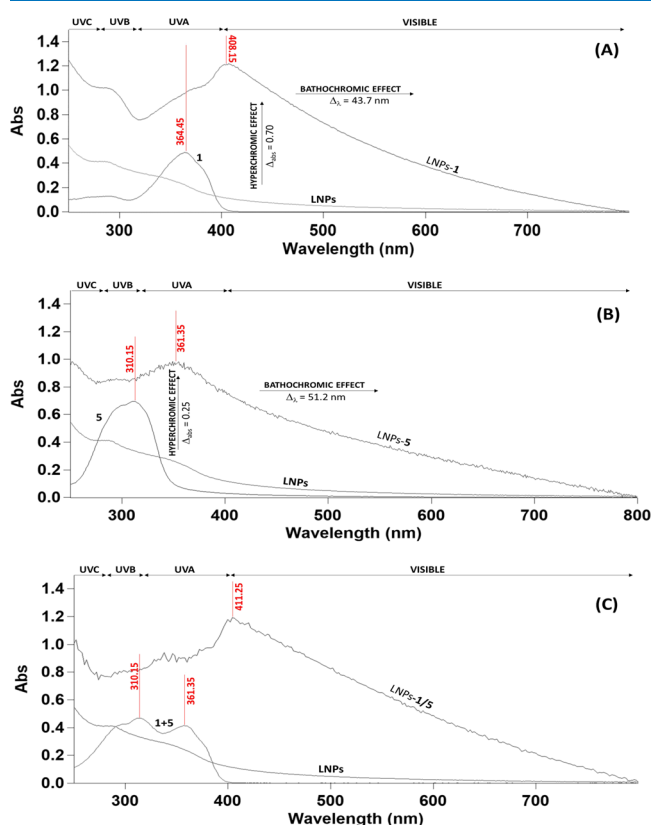 UVC UVB UVA VISIBLE
(A)
1.4
1.2
1.0
0.8
0.6
0.4
0.2
0.0
Abs
364.45
408.15
BATHOCHROMIC EFFECT
Δλ = 43.7 nm
HYPERCHROMIC EFFECT
Δabs = 0.70
1
LNPs
LNPs-1
300 400 500 600 700
Wavelength (nm)
UVC UVB UVA VISIBLE
(B)
1.4
1.2
1.0
0.8
0.6
0.4
0.2
0.0
Abs
310.15
361.35
BATHOCHROMIC EFFECT
Δλ = 51.2 nm
HYPERCHROMIC EFFECT
Δabs = 0.25
5
LNPs
LNPs-5
300 400 500 600 700 800
Wavelength (nm)
UVC UVB UVA VISIBLE
(C)
1.4
1.2
1.0
0.8
0.6
0.4
0.2
0.0
Abs
310.15
361.35
411.25
1+5
LNPs
LNPs-1/5
300 400 500 600 700
Wavelength (nm)